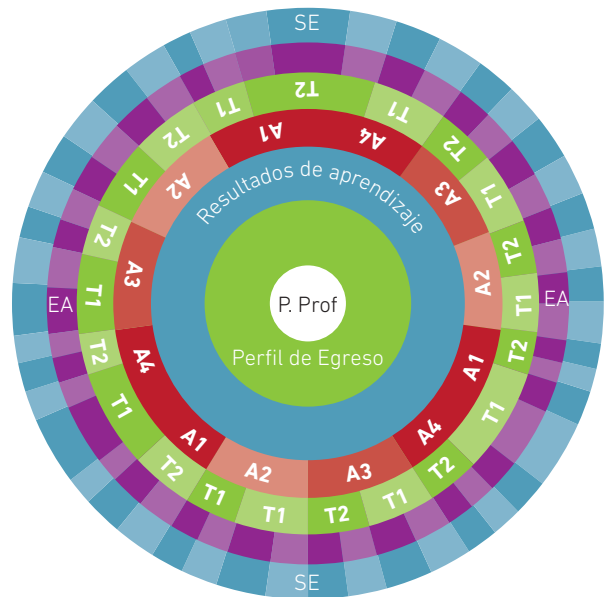 SE
T2
T1
T2
T1
T2
T1
T2
T1
T2
T1
T2
T1
T1
T2
T1
T2
T1
T2
T1
T2
T1
A1
A4
A3
A2
A1
A4
A3
A2
A1
A4
A3
A2
EA
EA
Resultados de aprendizaje
P. Prof
Perfil de Egreso
SE